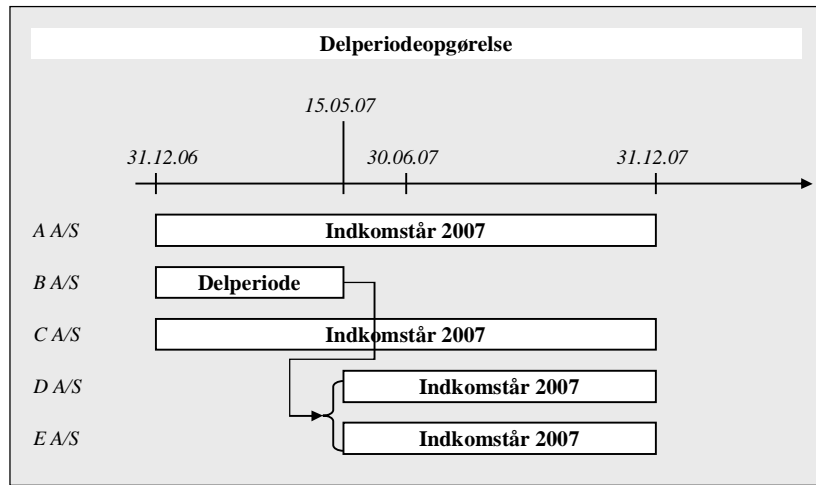 Delperiodeopgørelse
15.05.07
31.12.06 30.06.07 31.12.07
A A/S Indkomstår 2007
B A/S Delperiode
C A/S Indkomstår 2007
D A/S Indkomstår 2007
E A/S Indkomstår 2007